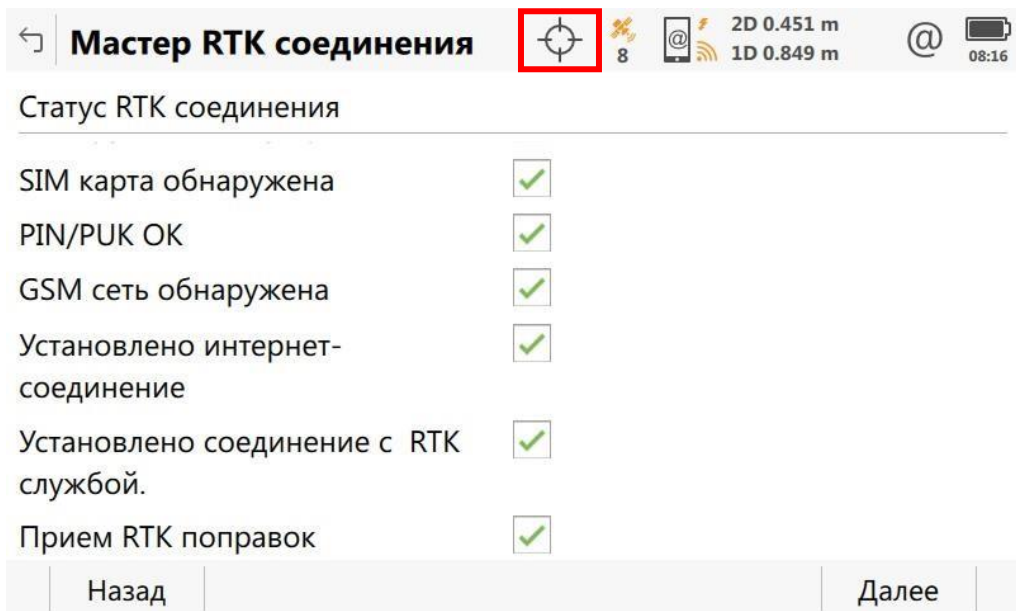 Мастер RTK соединения
8
@
2D 0.451 m
1D 0.849 m
@
08:16
Статус RTK соединения
SIM карта обнаружена
PIN/PUK OK
GSM сеть обнаружена
Установлено интернет-
соединение
Установлено соединение с RTK
службой.
Прием RTK поправок
Назад
Далее